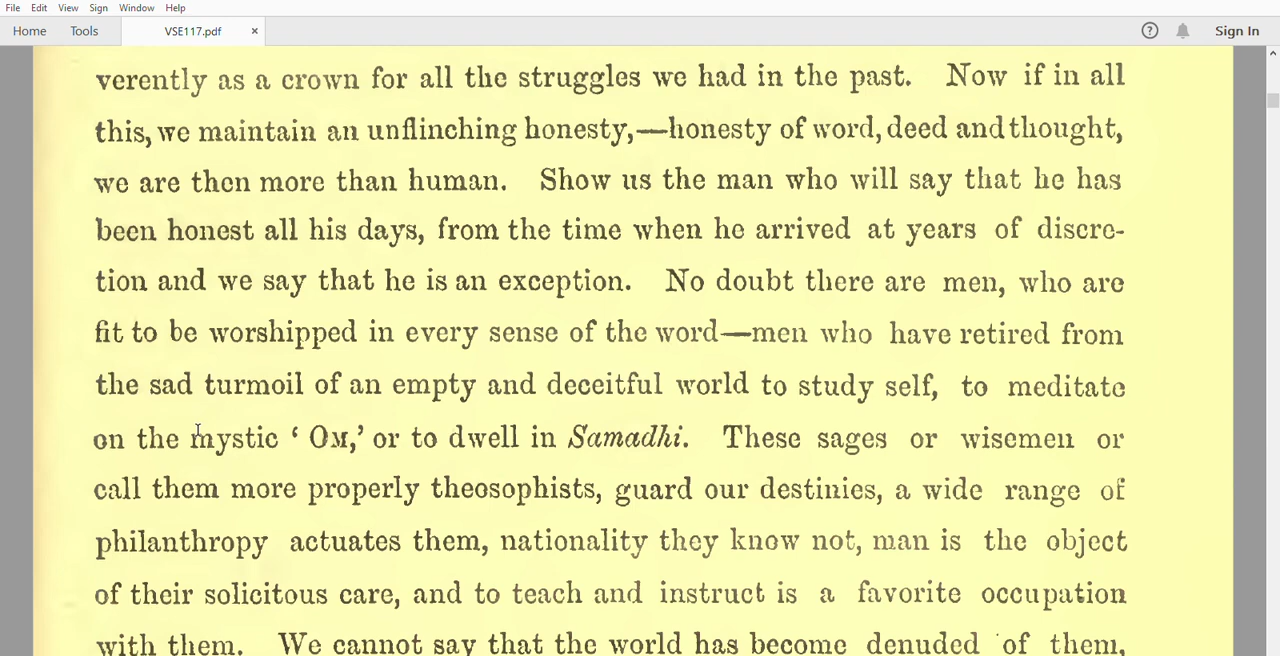 File Edit View Sign Window Help
Home Tools VSE117.pdf × ? Sign In
verently as a crown for all the struggles we had in the past. Now if in all
this, we maintain an unflinching honesty,—honesty of word, deed and thought,
we are then more than human. Show us the man who will say that he has
been honest all his days, from the time when he arrived at years of discre-
tion and we say that he is an exception. No doubt there are men, who are
fit to be worshipped in every sense of the word—men who have retired from
the sad turmoil of an empty and deceitful world to study self, to meditate
on the mystic ‘ OM,’ or to dwell in Samadhi. These sages or wisemen or
call them more properly theosophists, guard our destinies, a wide range of
philanthropy actuates them, nationality they know not, man is the object
of their solicitous care, and to teach and instruct is a favorite occupation
with them. We cannot say that the world has become denuded of them,